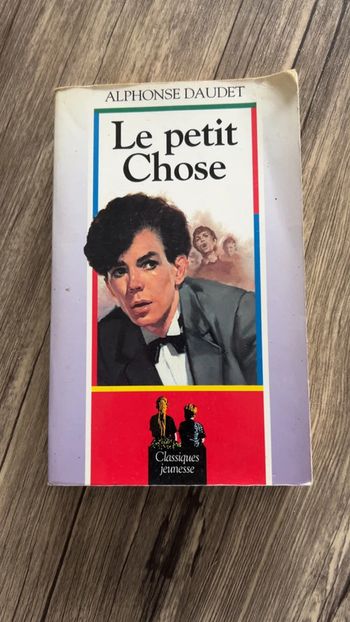 ALPHONSE DAUDET
Le petit
Chose
Classiques
jeunesse